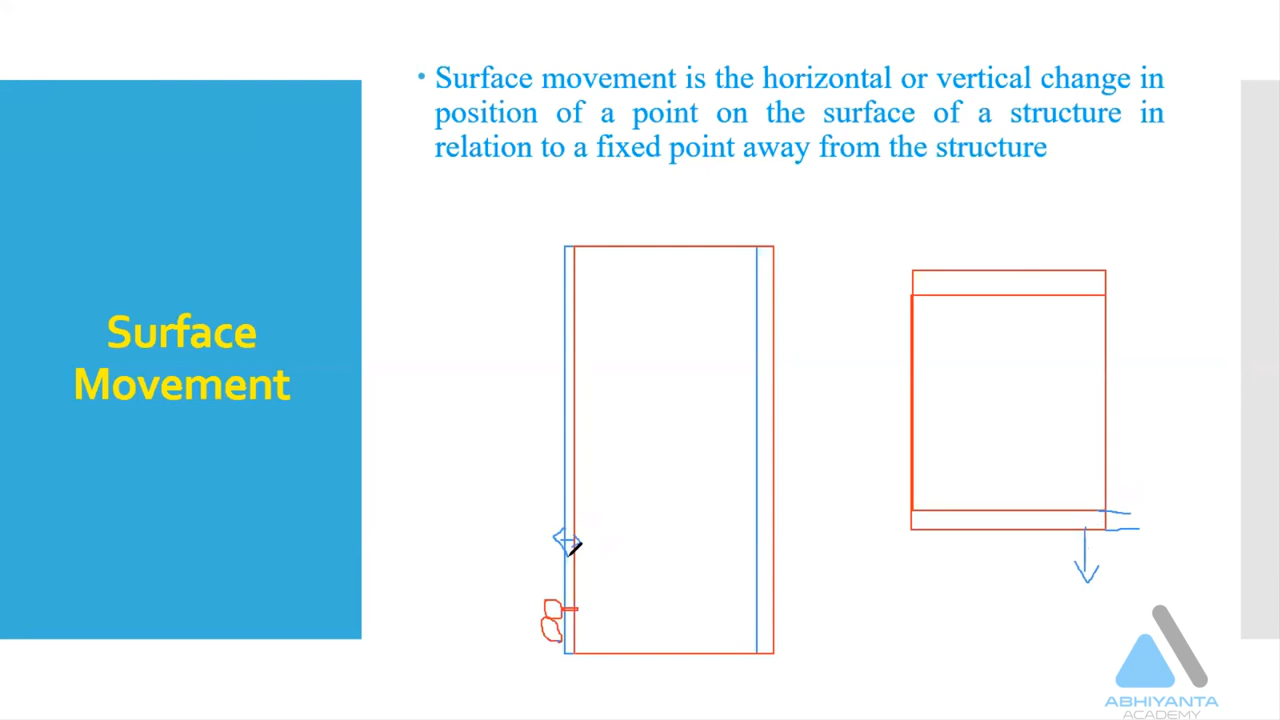 • Surface movement is the horizontal or vertical change in
position of a point on the surface of a structure in
relation to a fixed point away from the structure
Surface
Movement
ABHIYANTA
ACADEMY